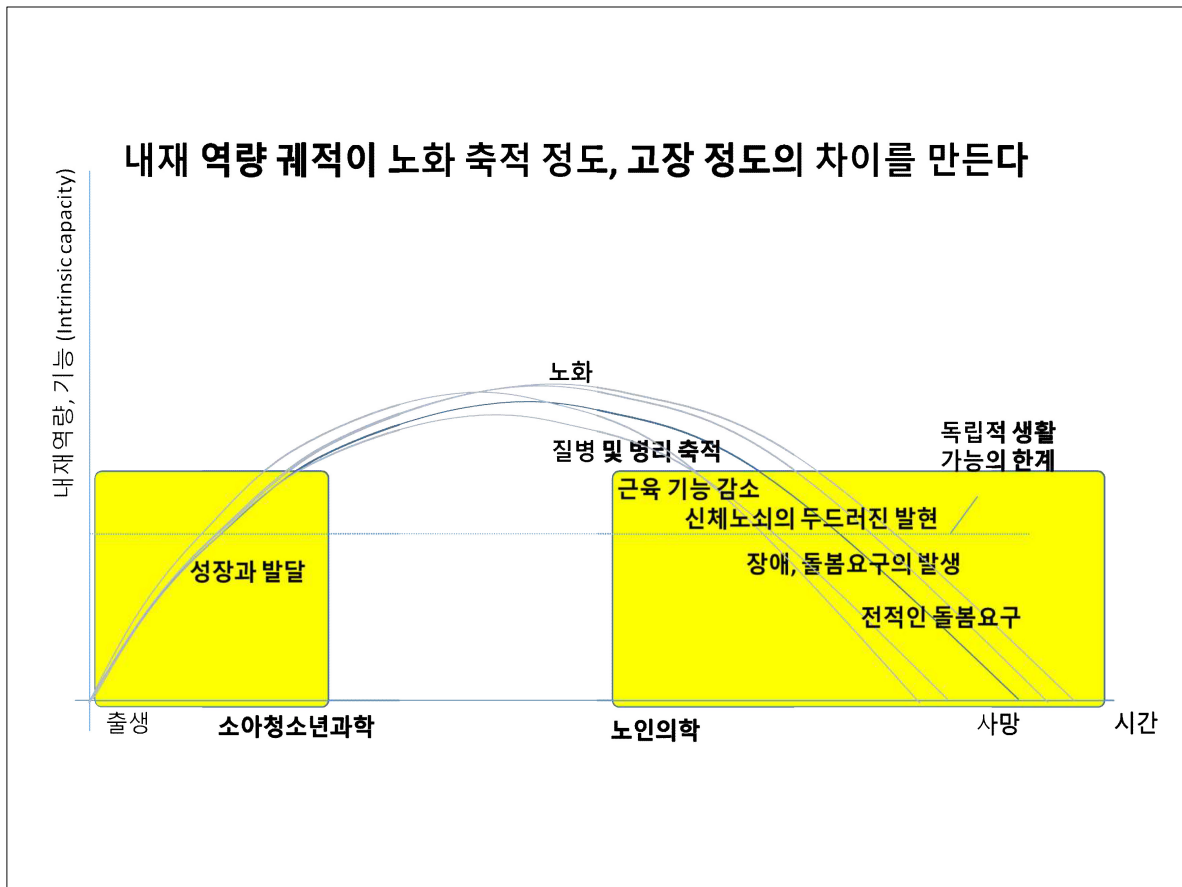 내재 역량 궤적이 노화 축적 정도, 고장 정도의 차이를 만든다
내재역량, 기능 (Intrinsic capacity)
노화
질병 및 병리 축적
독립적 생활
가능의 한계
근육 기능 감소
신체노쇠의 두드러진 발현
성장과 발달
장애, 돌봄요구의 발생
전적인 돌봄요구
출생
소아청소년과학
노인의학
사망
시간